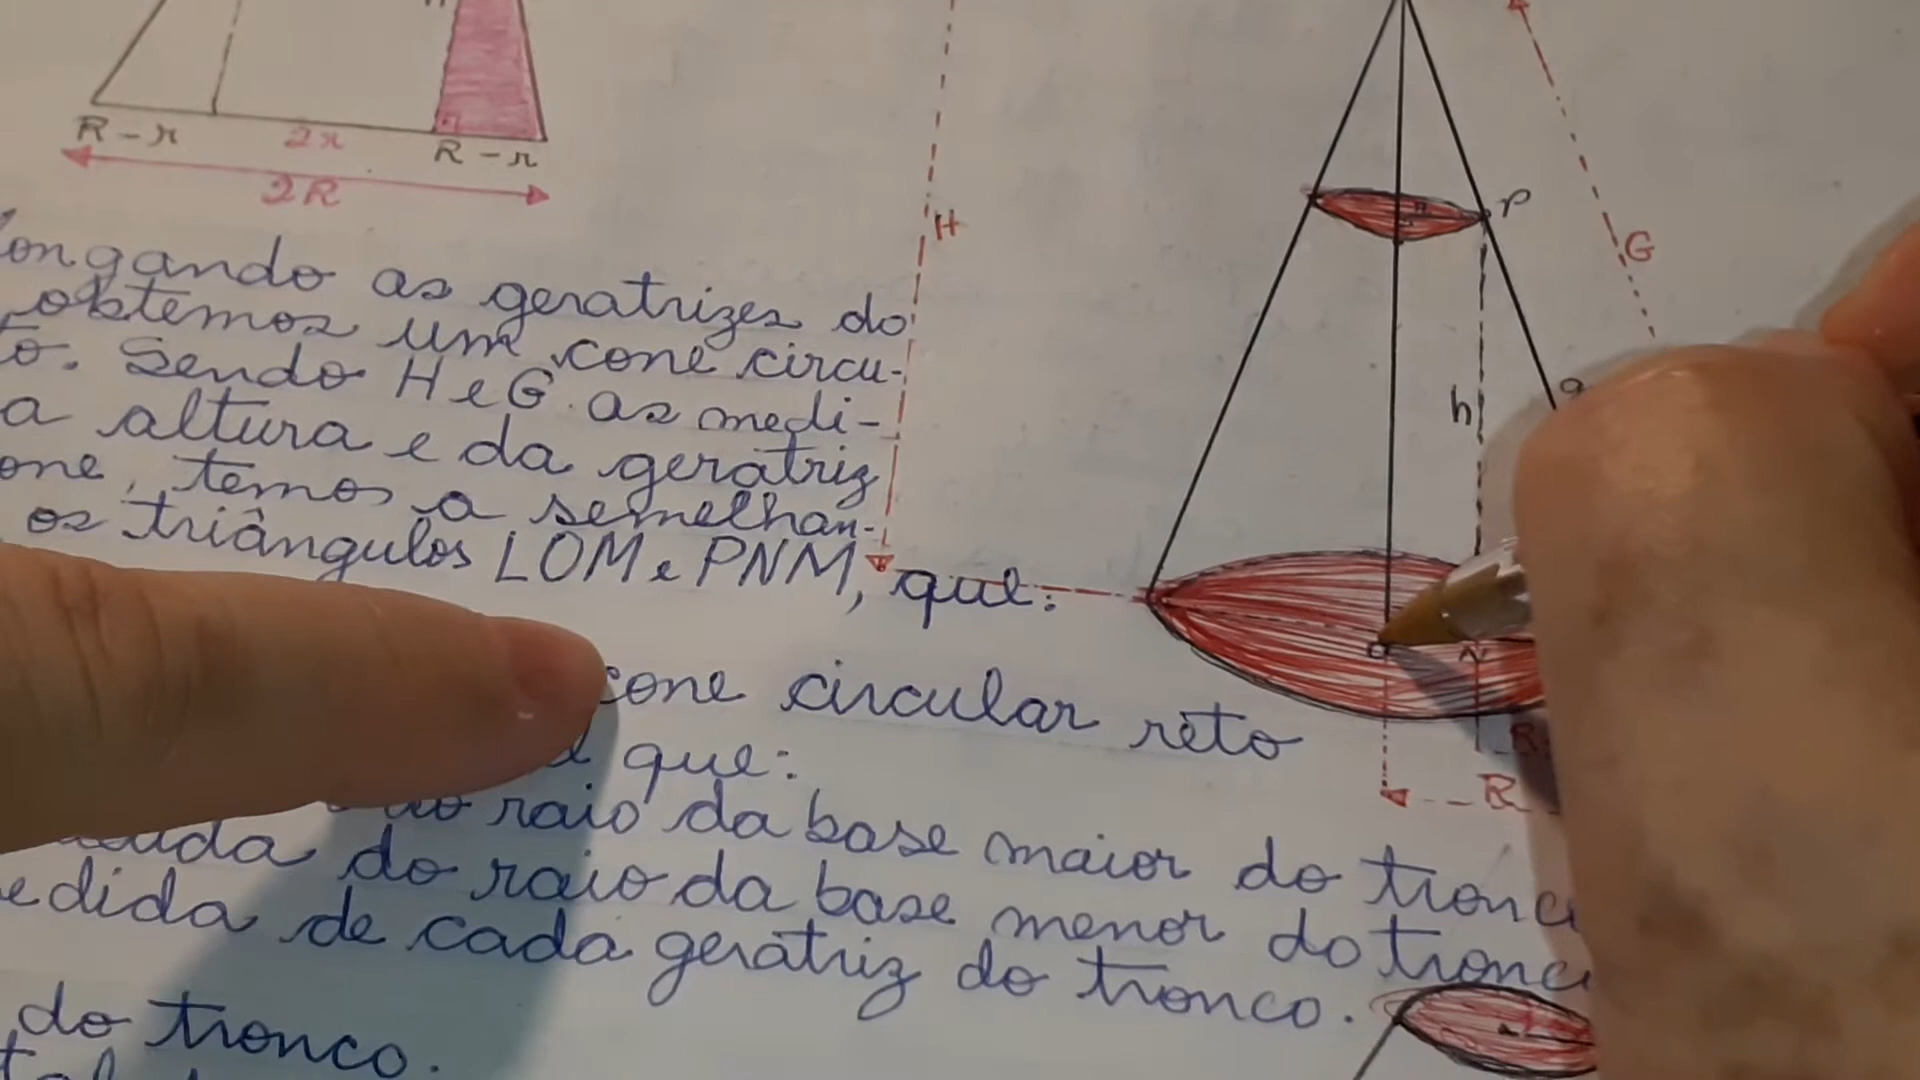 R-r 2r R-r
2R
H
P
G
h
ongando as geratrizes do
obtemos um cone circu-
to. Sendo H e G as medi-
a altura e da geratriz
one, temos a semelhan-
os triângulos LOM e PNM, que:
O N
R
cone circular reto
que:
raio da base maior do tronc
do raio da base menor do tronc
edida de cada geratriz do tronco.
do tronco.